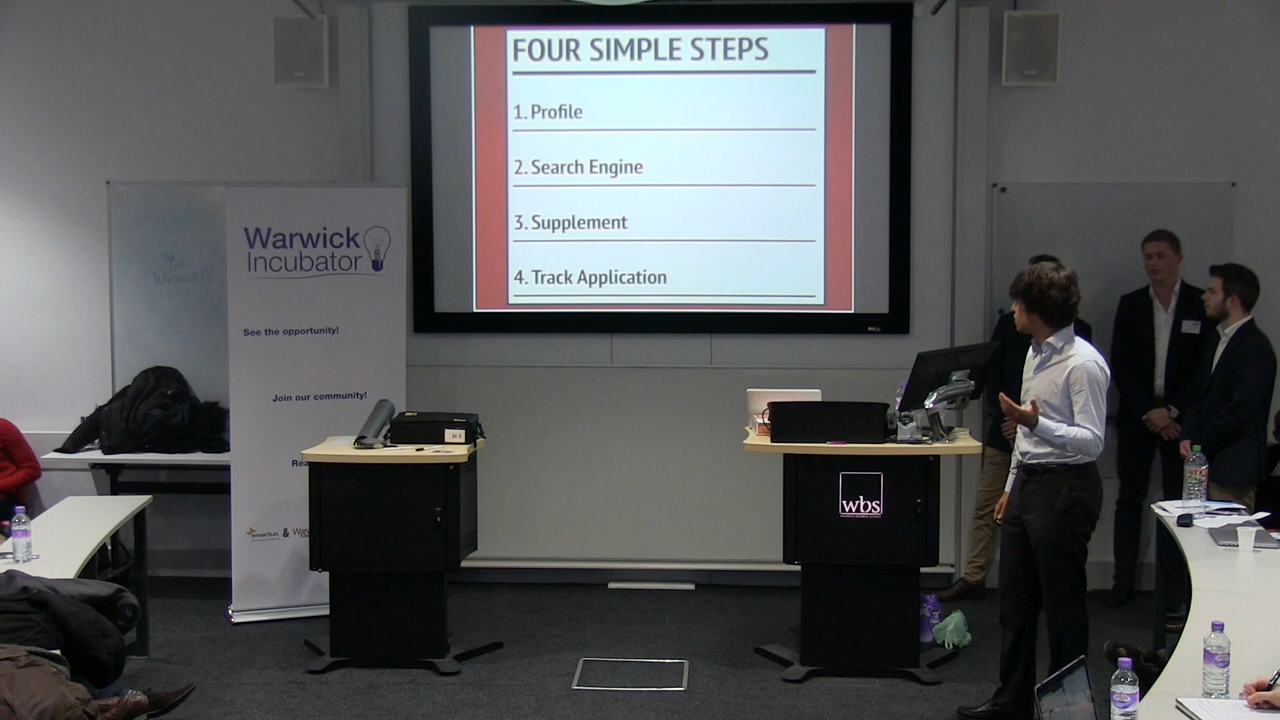 FOUR SIMPLE STEPS
1. Profile
2. Search Engine
3. Supplement
4. Track Application
Warwick
Incubator
See the opportunity!
Join our community!
enactus &
wbs